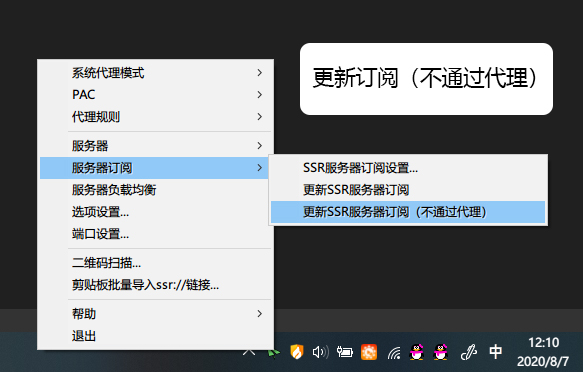 更新订阅（不通过代理）
系统代理模式
PAC
代理规则
服务器
服务器订阅
服务器负载均衡
选项设置...
端口设置...
二维码扫描...
剪贴板批量导入ssr://链接...
帮助
退出
SSR服务器订阅设置...
更新SSR服务器订阅
更新SSR服务器订阅（不通过代理）
中
12:10
2020/8/7